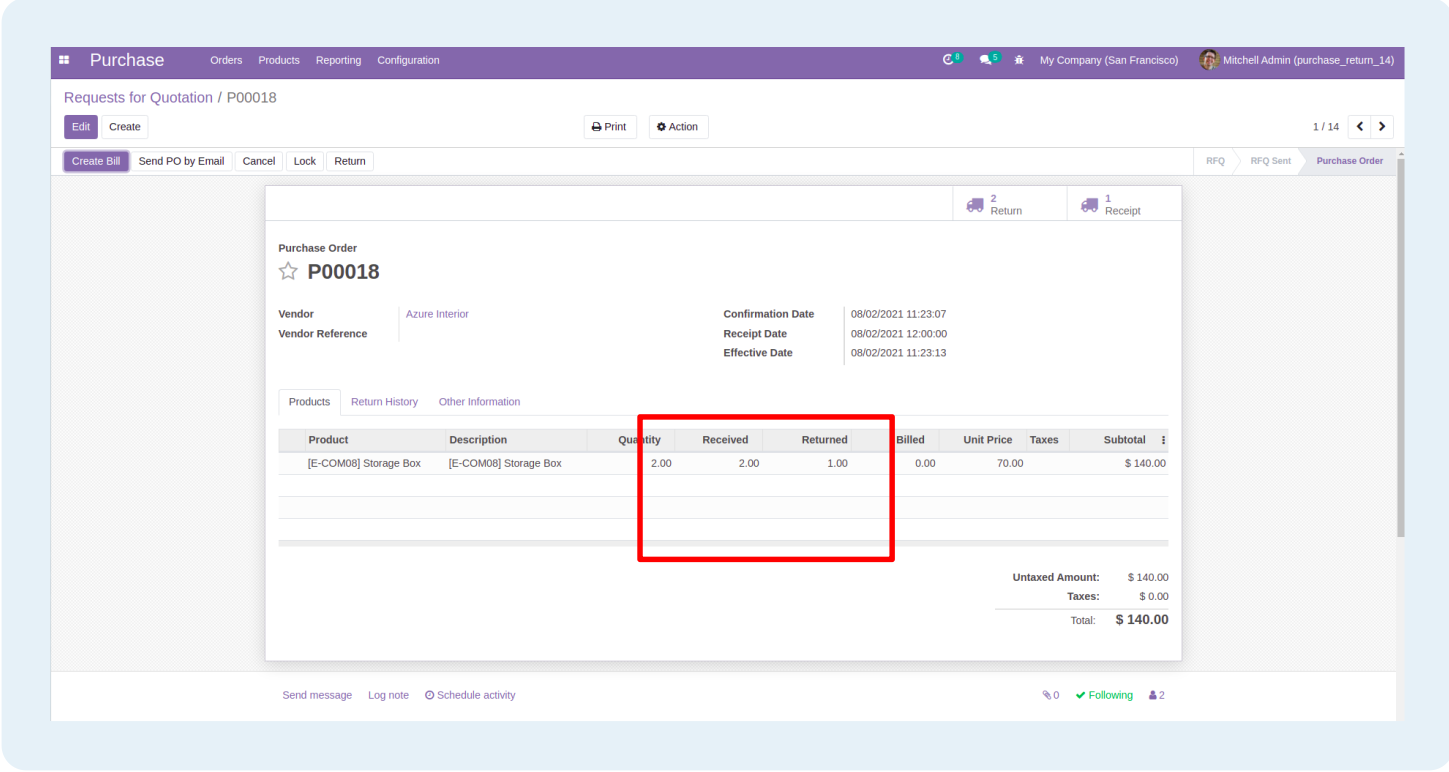 Purchase Orders Products Reporting Configuration 8 5 My Company (San Francisco) Mitchell Admin (purchase_return_14)
Requests for Quotation / P00018
Edit Create Print Action 1 / 14
Create Bill Send PO by Email Cancel Lock Return RFQ RFQ Sent Purchase Order
2 Return 1 Receipt
Purchase Order
P00018
Vendor Azure Interior Confirmation Date 08/02/2021 11:23:07
Vendor Reference Receipt Date 08/02/2021 12:00:00
Effective Date 08/02/2021 11:23:13
Products Return History Other Information
Product Description Quantity Received Returned Billed Unit Price Taxes Subtotal
[E-COM08] Storage Box [E-COM08] Storage Box 2.00 2.00 1.00 0.00 70.00 $ 140.00
Untaxed Amount: $ 140.00
Taxes: $ 0.00
Total: $ 140.00
Send message Log note Schedule activity 0 Following 2